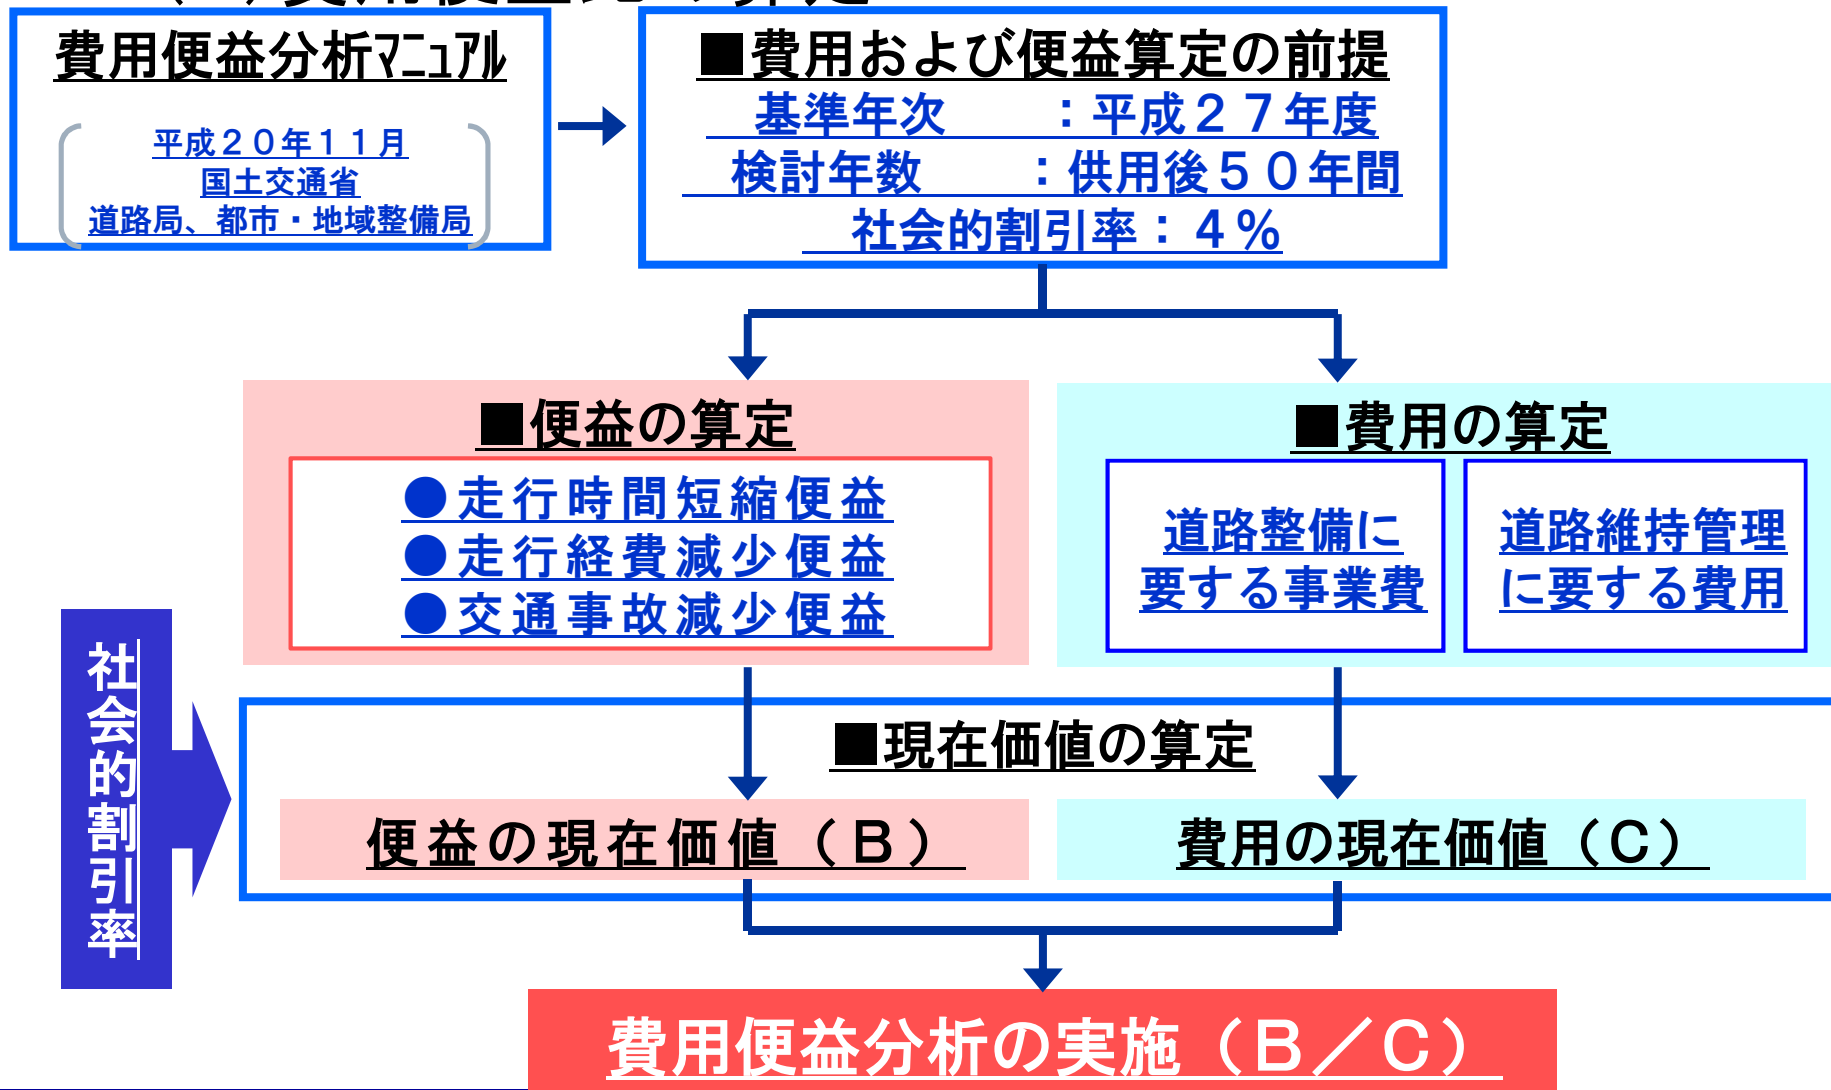 費用便益分析ﾏﾆｭｱﾙ
平成２０年１１月
国土交通省
道路局、都市・地域整備局
■費用および便益算定の前提
基準年次　　：平成２７年度
検討年数　　：供用後５０年間
社会的割引率：４％
■便益の算定
●走行時間短縮便益
●走行経費減少便益
●交通事故減少便益
■費用の算定
道路整備に
要する事業費
道路維持管理
に要する費用
社会的割引率
■現在価値の算定
便益の現在価値（Ｂ）
費用の現在価値（Ｃ）
費用便益分析の実施（Ｂ／Ｃ）